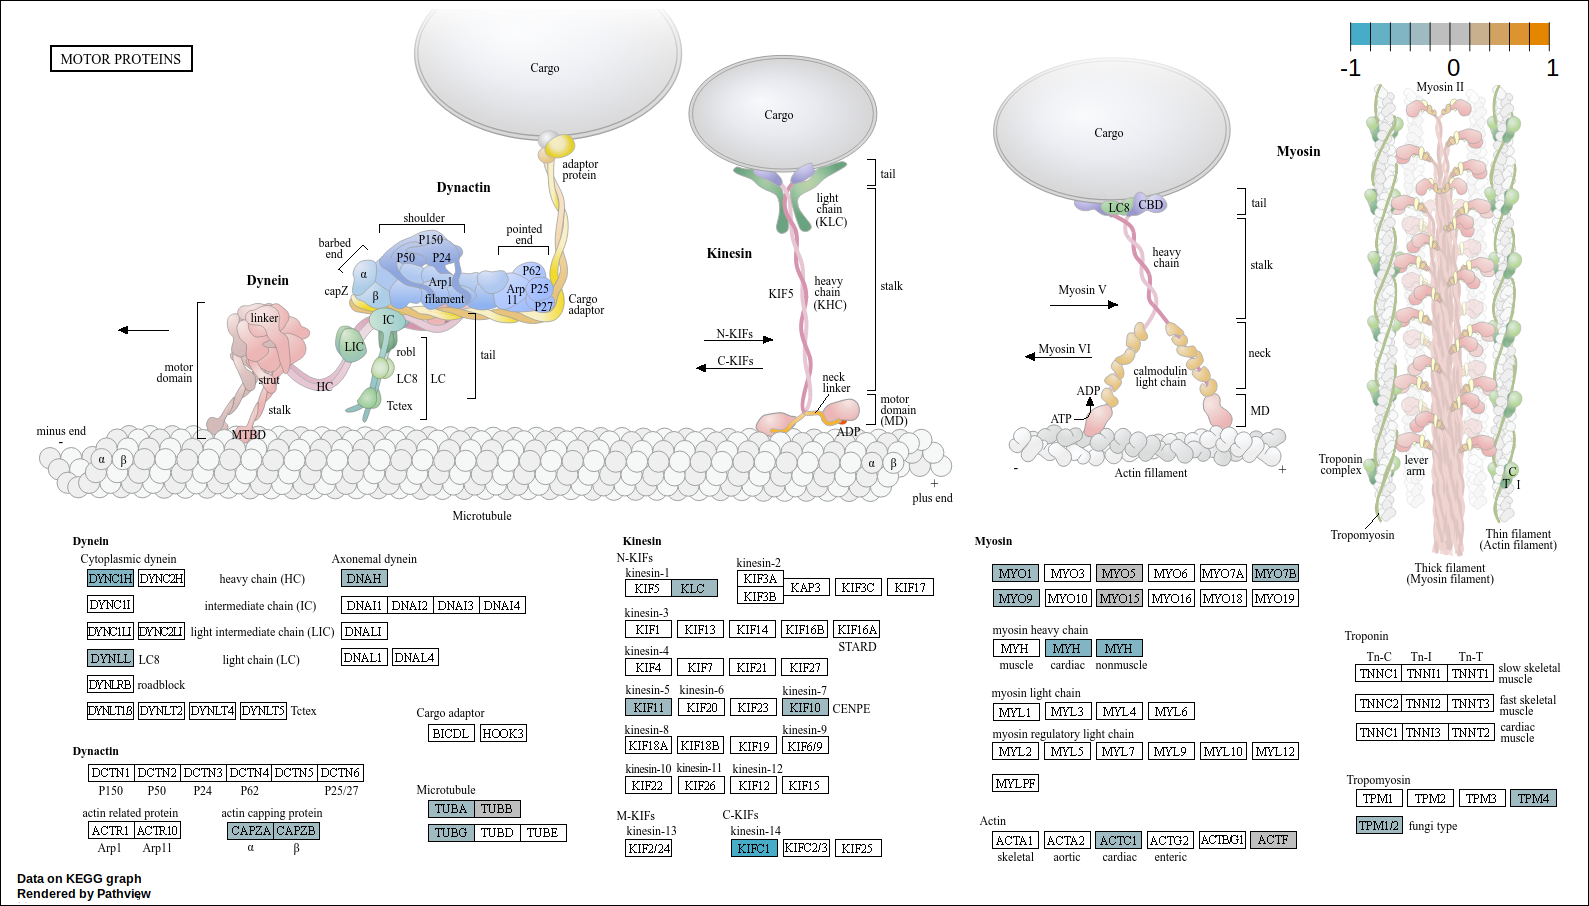 MOTOR PROTEINS
-1 0 1
Cargo
adaptor
protein
Dynactin
shoulder
P150
P50 P24
barbed
end
α
β
capZ
Arp1
filament
pointed
end
P62
Arp
11
P25
P27
Cargo
adaptor
Dynein
linker
strut
stalk
motor
domain
MTBD
HC
LIC
IC
robl
LC8
LC
Tctex
tail
minus end
-
α β
α β
+
plus end
Microtubule
Cargo
tail
light
chain
(KLC)
Kinesin
KIF5
heavy
chain
(KHC)
stalk
N-KIFs
C-KIFs
neck
linker
motor
domain
(MD)
ADP
Cargo
Myosin
LC8 CBD
tail
heavy
chain
stalk
Myosin V
Myosin VI
neck
calmodulin
light chain
ADP
ATP
MD
-
+
Actin fillament
Myosin II
Troponin
complex
lever
arm
C
T I
Tropomyosin
Thin filament
(Actin filament)
Thick filament
(Myosin filament)
Dynein
Cytoplasmic dynein Axonemal dynein
DYNC1H DYNC2H heavy chain (HC) DNAH
DYNC1I intermediate chain (IC) DNAI1 DNAI2 DNAI3 DNAI4
DYNC1LI DYNC2LI light intermediate chain (LIC) DNALI
DYNLL LC8 light chain (LC) DNAL1 DNAL4
DYNLRB roadblock
DYNLT1/3 DYNLT2 DYNLT4 DYNLT5 Tctex
Cargo adaptor
BICDL HOOK3
Dynactin
DCTN1 DCTN2 DCTN3 DCTN4 DCTN5 DCTN6
P150 P50 P24 P62 P25/27
actin related protein actin capping protein
ACTR1 ACTR10 CAPZA CAPZB
Arp1 Arp11 α β
Microtubule
TUBA TUBB
TUBG TUBD TUBE
Kinesin
N-KIFs
kinesin-1 kinesin-2
KIF5 KLC KIF3A KIF3B KAP3 KIF3C KIF17
kinesin-3
KIF1 KIF13 KIF14 KIF16B KIF16A
STARD
kinesin-4
KIF4 KIF7 KIF21 KIF27
kinesin-5 kinesin-6 kinesin-7
KIF11 KIF20 KIF23 KIF10 CENPE
kinesin-8 kinesin-9
KIF18A KIF18B KIF19 KIF6/9
kinesin-10 kinesin-11 kinesin-12
KIF22 KIF26 KIF12 KIF15
M-KIFs C-KIFs
kinesin-13 kinesin-14
KIF2/24 KIFC1 KIFC2/3 KIF25
Myosin
MYO1 MYO3 MYO5 MYO6 MYO7A MYO7B
MYO9 MYO10 MYO15 MYO16 MYO18 MYO19
myosin heavy chain
MYH MYH MYH
muscle cardiac nonmuscle
myosin light chain
MYL1 MYL3 MYL4 MYL6
myosin regulatory light chain
MYL2 MYL5 MYL7 MYL9 MYL10 MYL12
MYLPF
Actin
ACTA1 ACTA2 ACTC1 ACTG2 ACTB/G1 ACTF
skeletal aortic cardiac enteric
Troponin
Tn-C Tn-I Tn-T
TNNC1 TNNI1 TNNT1 slow skeletal
muscle
TNNC2 TNNI2 TNNT3 fast skeletal
muscle
TNNC1 TNNI3 TNNT2 cardiac
muscle
Tropomyosin
TPM1 TPM2 TPM3 TPM4
TPM1/2 fungi type
Data on KEGG graph
Rendered by Pathview